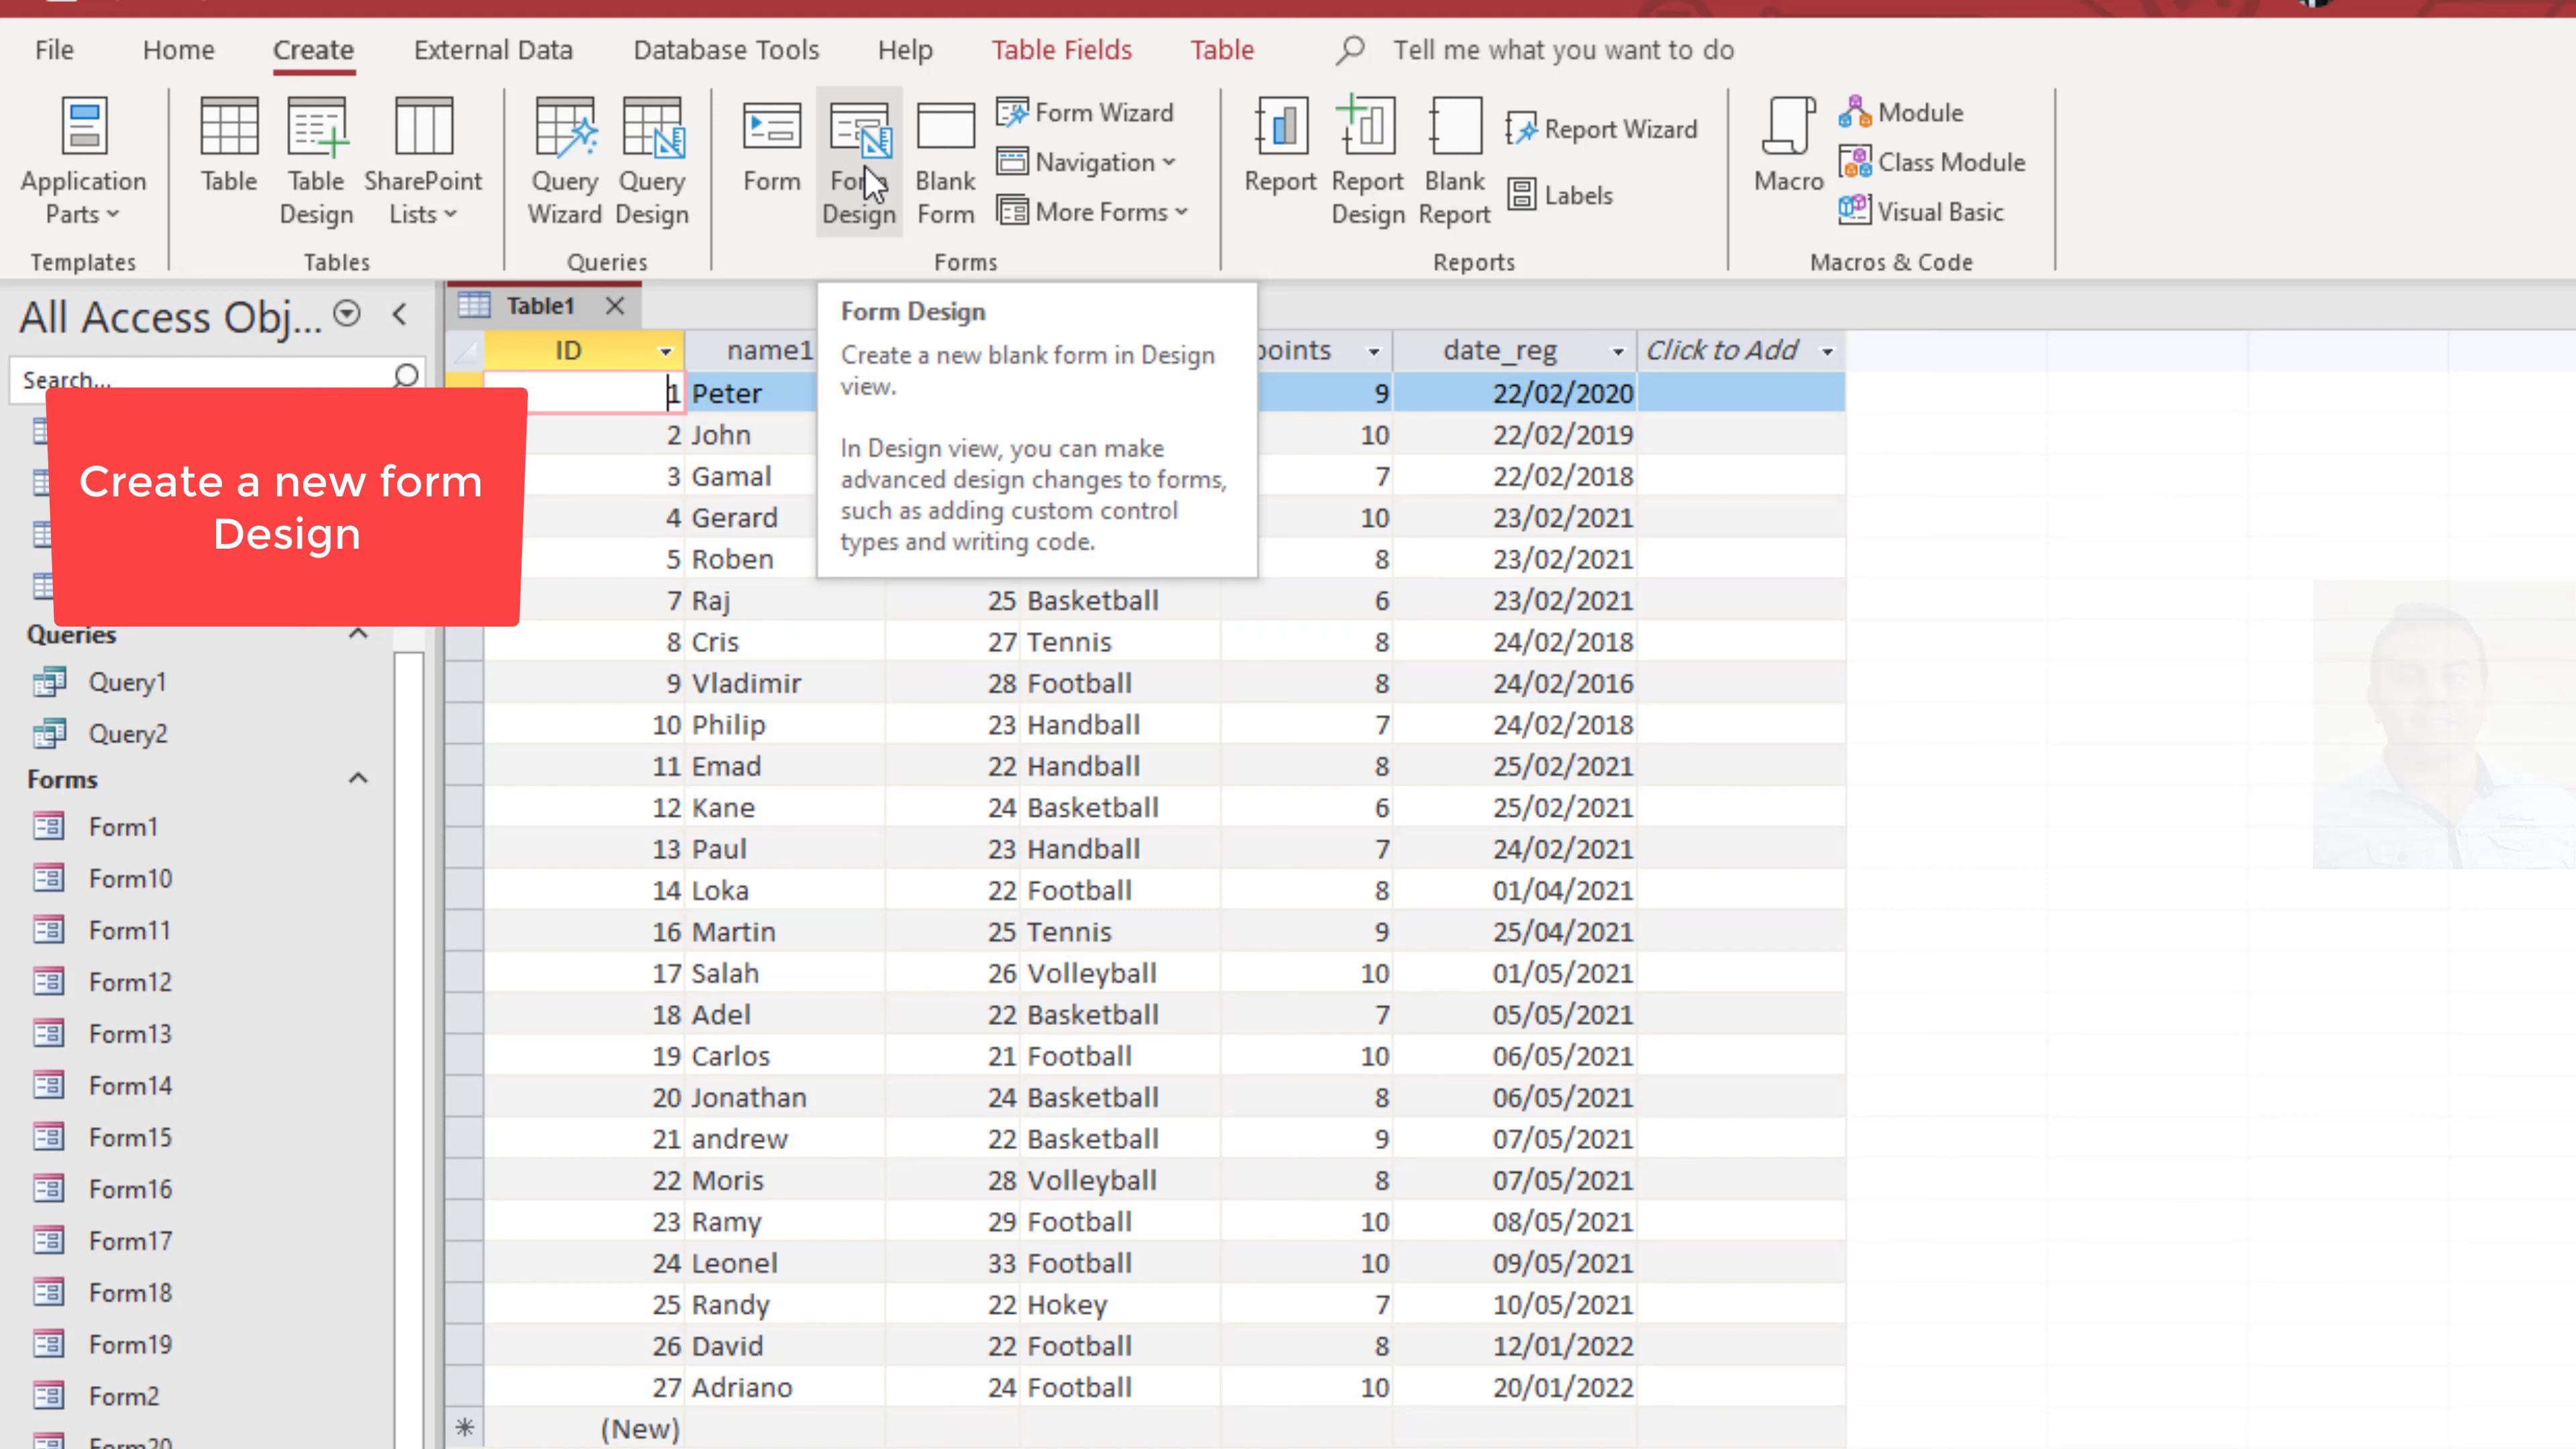 File Home Create External Data Database Tools Help Table Fields Table Tell me what you want to do
Application Parts
Table
Table Design
SharePoint Lists
Query Wizard
Query Design
Form
Form Design
Blank Form
Form Wizard
Navigation
More Forms
Report
Report Design
Blank Report
Report Wizard
Labels
Macro
Module
Class Module
Visual Basic
Templates Tables Queries Forms Reports Macros & Code
All Access Obj...
Search...
Create a new form
Design
Queries
Query1
Query2
Forms
Form1
Form10
Form11
Form12
Form13
Form14
Form15
Form16
Form17
Form18
Form19
Form2
Form20
Table1
Form Design
Create a new blank form in Design
view.
In Design view, you can make
advanced design changes to forms,
such as adding custom control
types and writing code.
ID name1 points date_reg Click to Add
1 Peter 9 22/02/2020
2 John 10 22/02/2019
3 Gamal 7 22/02/2018
4 Gerard 10 23/02/2021
5 Roben 8 23/02/2021
7 Raj 25 Basketball 6 23/02/2021
8 Cris 27 Tennis 8 24/02/2018
9 Vladimir 28 Football 8 24/02/2016
10 Philip 23 Handball 7 24/02/2018
11 Emad 22 Handball 8 25/02/2021
12 Kane 24 Basketball 6 25/02/2021
13 Paul 23 Handball 7 24/02/2021
14 Loka 22 Football 8 01/04/2021
16 Martin 25 Tennis 9 25/04/2021
17 Salah 26 Volleyball 10 01/05/2021
18 Adel 22 Basketball 7 05/05/2021
19 Carlos 21 Football 10 06/05/2021
20 Jonathan 24 Basketball 8 06/05/2021
21 andrew 22 Basketball 9 07/05/2021
22 Moris 28 Volleyball 8 07/05/2021
23 Ramy 29 Football 10 08/05/2021
24 Leonel 33 Football 10 09/05/2021
25 Randy 22 Hokey 7 10/05/2021
26 David 22 Football 8 12/01/2022
27 Adriano 24 Football 10 20/01/2022
(New)